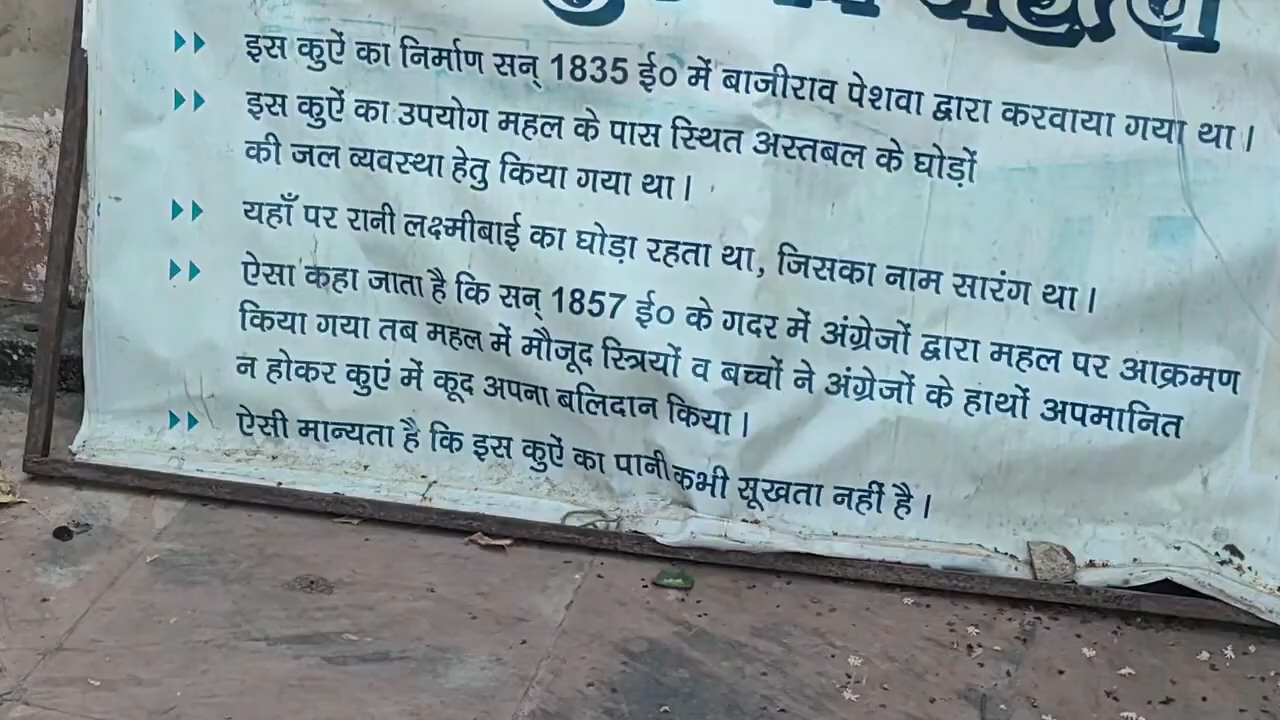 इस कुऐं का निर्माण सन् 1835 ई० में बाजीराव पेशवा द्वारा करवाया गया था।
इस कुऐं का उपयोग महल के पास स्थित अस्तबल के घोड़ों
की जल व्यवस्था हेतु किया गया था।
यहाँ पर रानी लक्ष्मीबाई का घोड़ा रहता था, जिसका नाम सारंग था।
ऐसा कहा जाता है कि सन् 1857 ई० के गदर में अंग्रेजों द्वारा महल पर आक्रमण
किया गया तब महल में मौजूद स्त्रियों व बच्चों ने अंग्रेजों के हाथों अपमानित
न होकर कुएं में कूद अपना बलिदान किया।
ऐसी मान्यता है कि इस कुऐं का पानी कभी सूखता नहीं है।